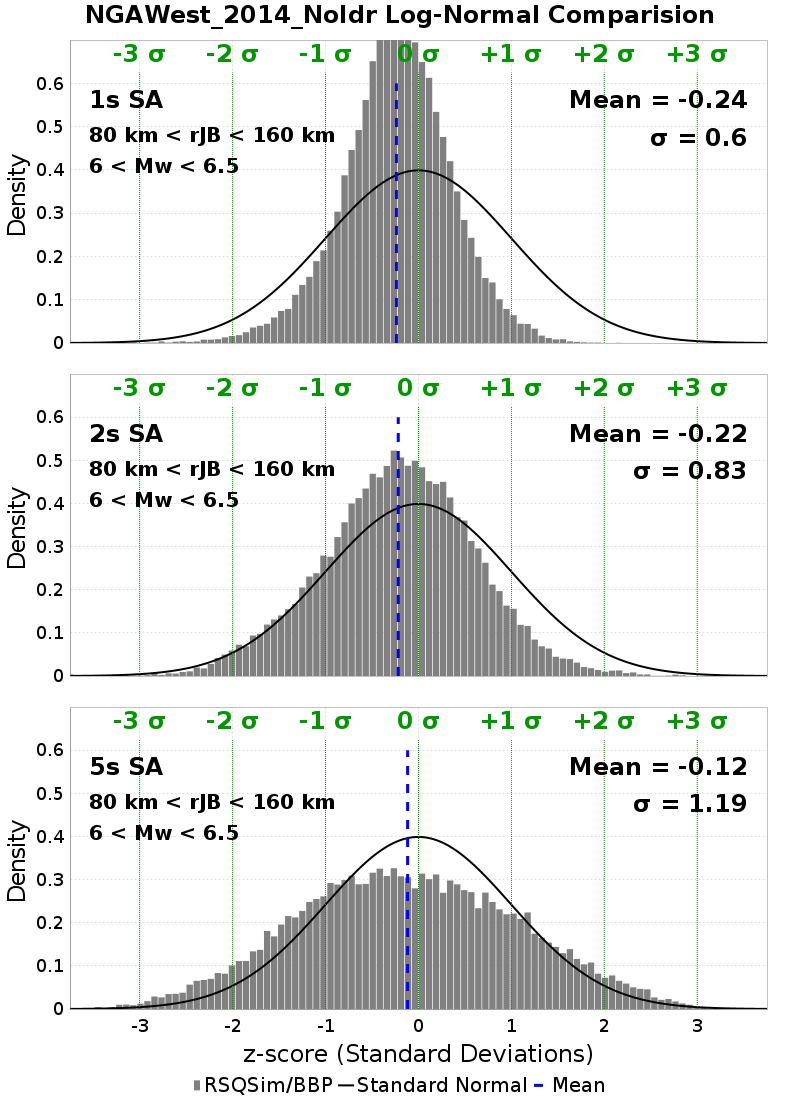 NGAWest_2014_NoIdr Log-Normal Comparision
-3 σ -2 σ -1 σ 0 σ +1 σ +2 σ +3 σ
1s SA
Mean = -0.24
80 km < rJB < 160 km
σ = 0.6
6 < Mw < 6.5
Density
0.6
0.5
0.4
0.3
0.2
0.1
0
-3 σ -2 σ -1 σ 0 σ +1 σ +2 σ +3 σ
2s SA
Mean = -0.22
80 km < rJB < 160 km
σ = 0.83
6 < Mw < 6.5
Density
0.6
0.5
0.4
0.3
0.2
0.1
0
-3 σ -2 σ -1 σ 0 σ +1 σ +2 σ +3 σ
5s SA
Mean = -0.12
80 km < rJB < 160 km
σ = 1.19
6 < Mw < 6.5
Density
0.6
0.5
0.4
0.3
0.2
0.1
0
-3 -2 -1 0 1 2 3
z-score (Standard Deviations)
RSQSim/BBP Standard Normal Mean